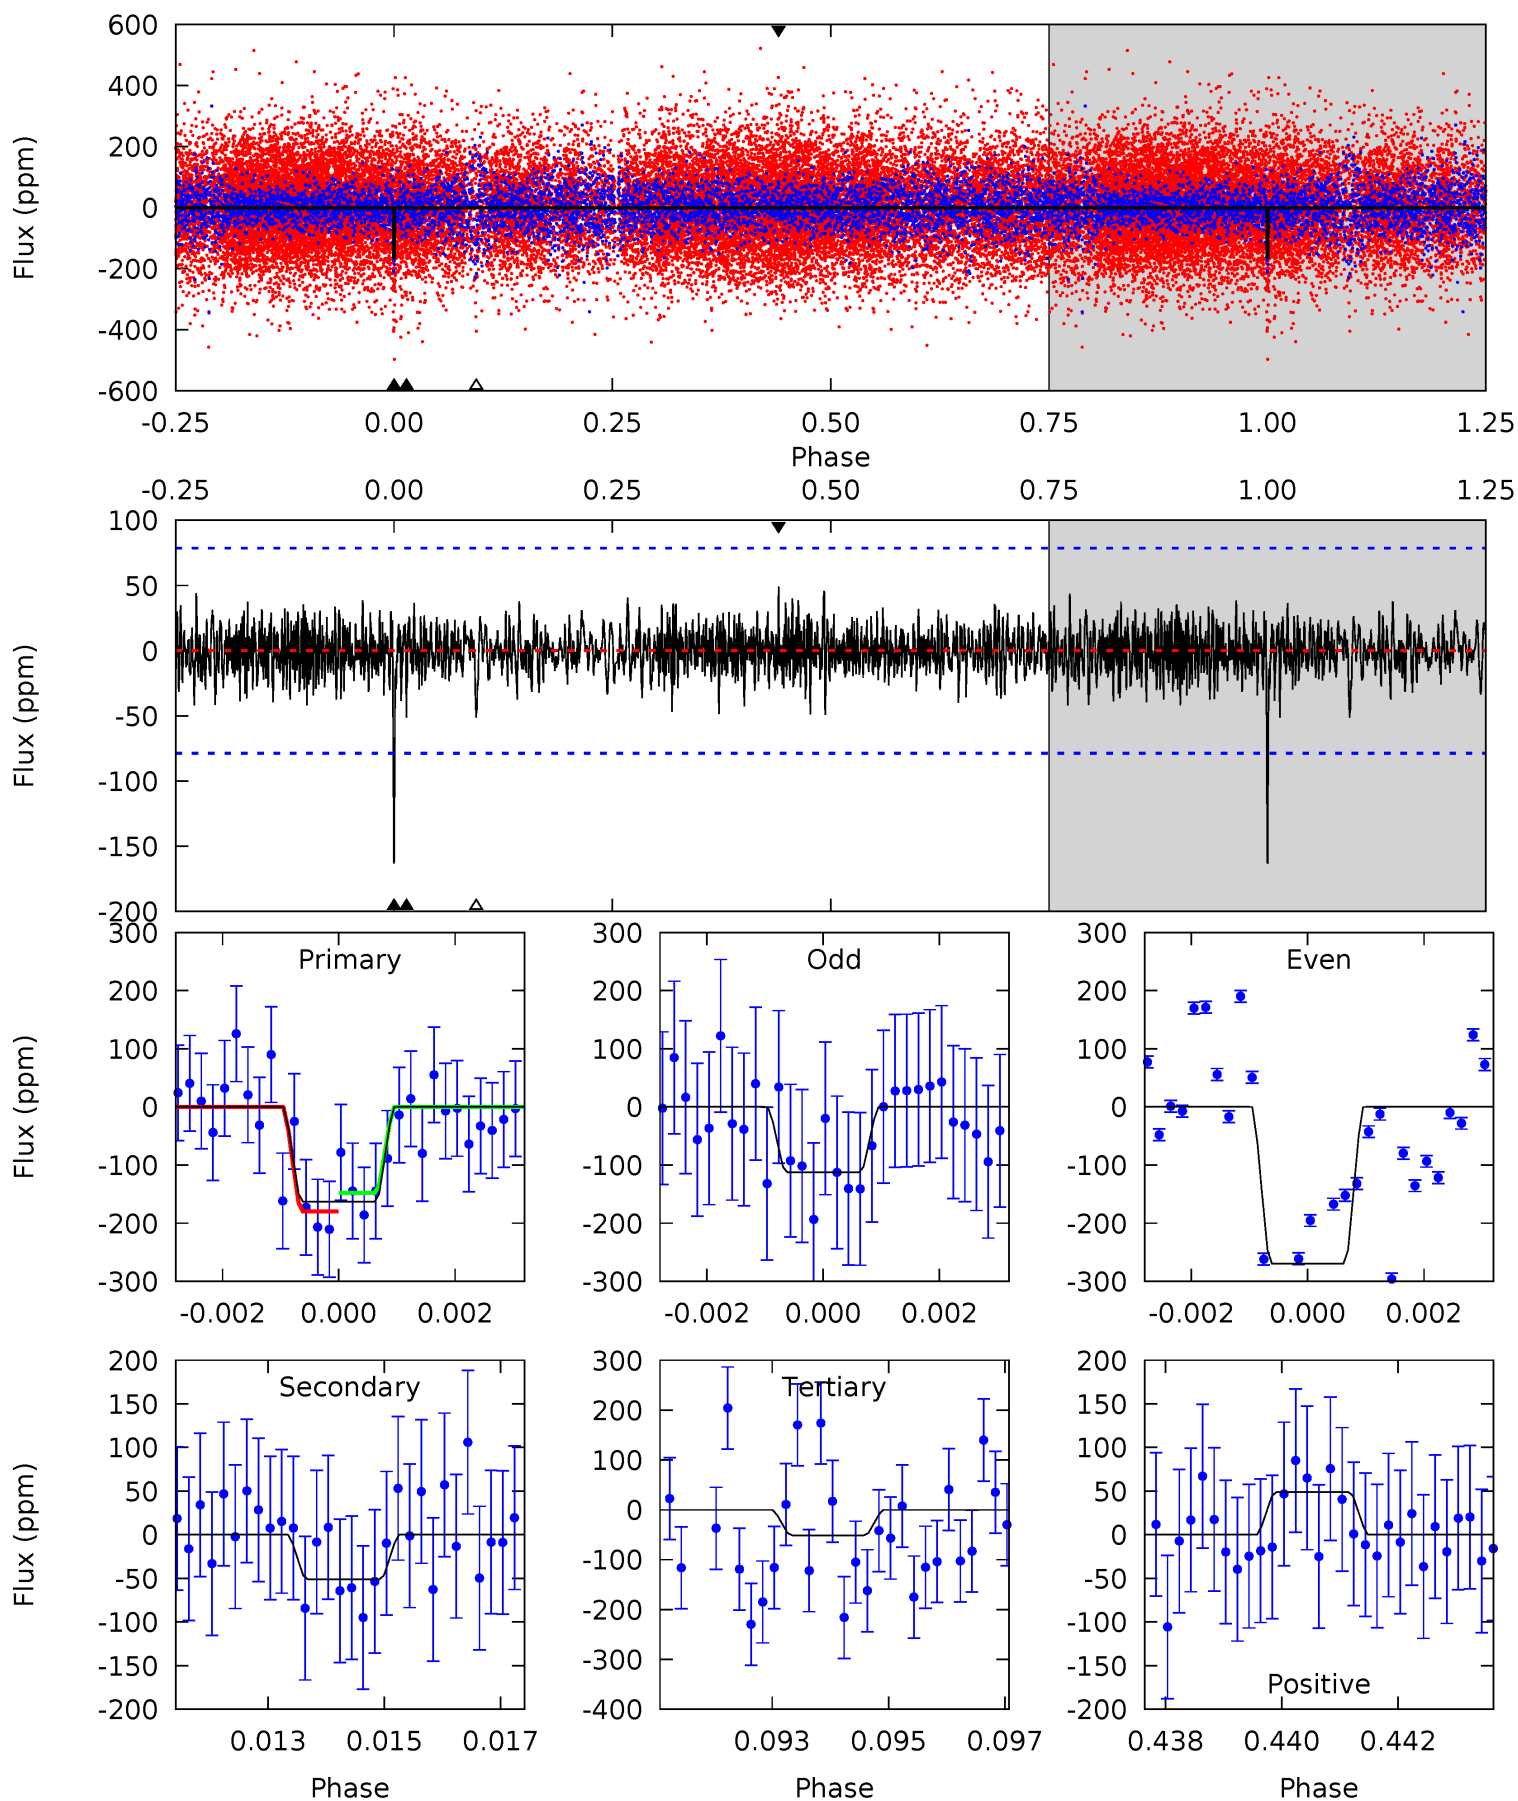 600
400
200
0
-200
-400
-600
Flux (ppm)
-0.25 0.00 0.25 0.50 0.75 1.00 1.25
Phase
-0.25 0.00 0.25 0.50 0.75 1.00 1.25
100
50
0
-50
-100
-150
-200
Flux (ppm)
300 200 100 0 -100 -200 -300
Flux (ppm)
Primary
-0.002 0.000 0.002
300 200 100 0 -100 -200 -300
Odd
-0.002 0.000 0.002
300 200 100 0 -100 -200 -300
Even
-0.002 0.000 0.002
200 150 100 50 0 -50 -100 -150 -200
Flux (ppm)
Secondary
0.013 0.015 0.017
Phase
300 200 100 0 -100 -200 -300 -400
Tertiary
0.093 0.095 0.097
Phase
200 150 100 50 0 -50 -100 -150 -200
Positive
0.438 0.440 0.442
Phase